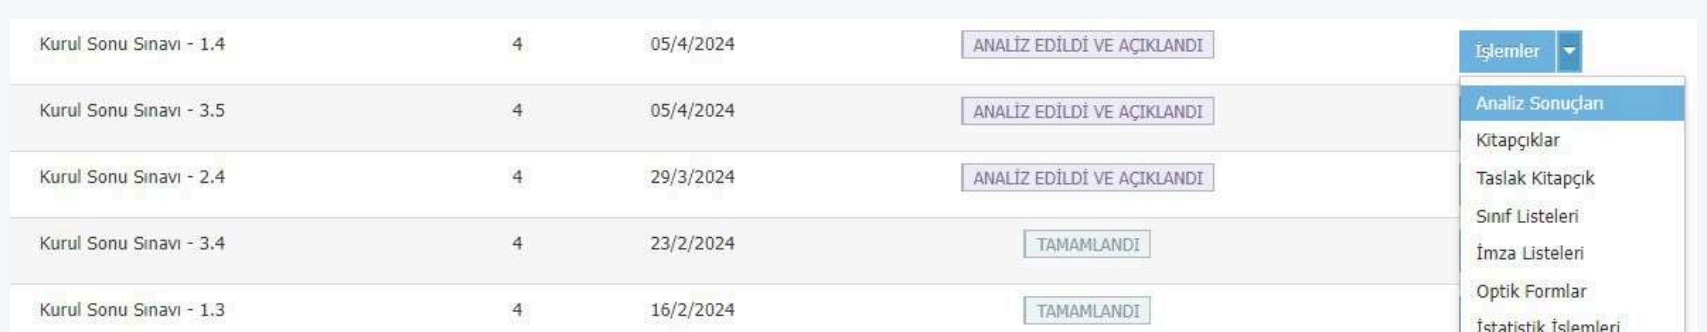 Kurul Sonu Sınavı - 1.4 4 05/4/2024 ANALİZ EDİLDİ VE AÇIKLANDI İşlemler
Analiz Sonuçları
Kurul Sonu Sınavı - 3.5 4 05/4/2024 ANALİZ EDİLDİ VE AÇIKLANDI
Kitapçıklar
Kurul Sonu Sınavı - 2.4 4 29/3/2024 ANALİZ EDİLDİ VE AÇIKLANDI
Taslak Kitapçık
Sınıf Listeleri
Kurul Sonu Sınavı - 3.4 4 23/2/2024 TAMAMLANDI
İmza Listeleri
Optik Formlar
Kurul Sonu Sınavı - 1.3 4 16/2/2024 TAMAMLANDI
İstatistik İşlemleri